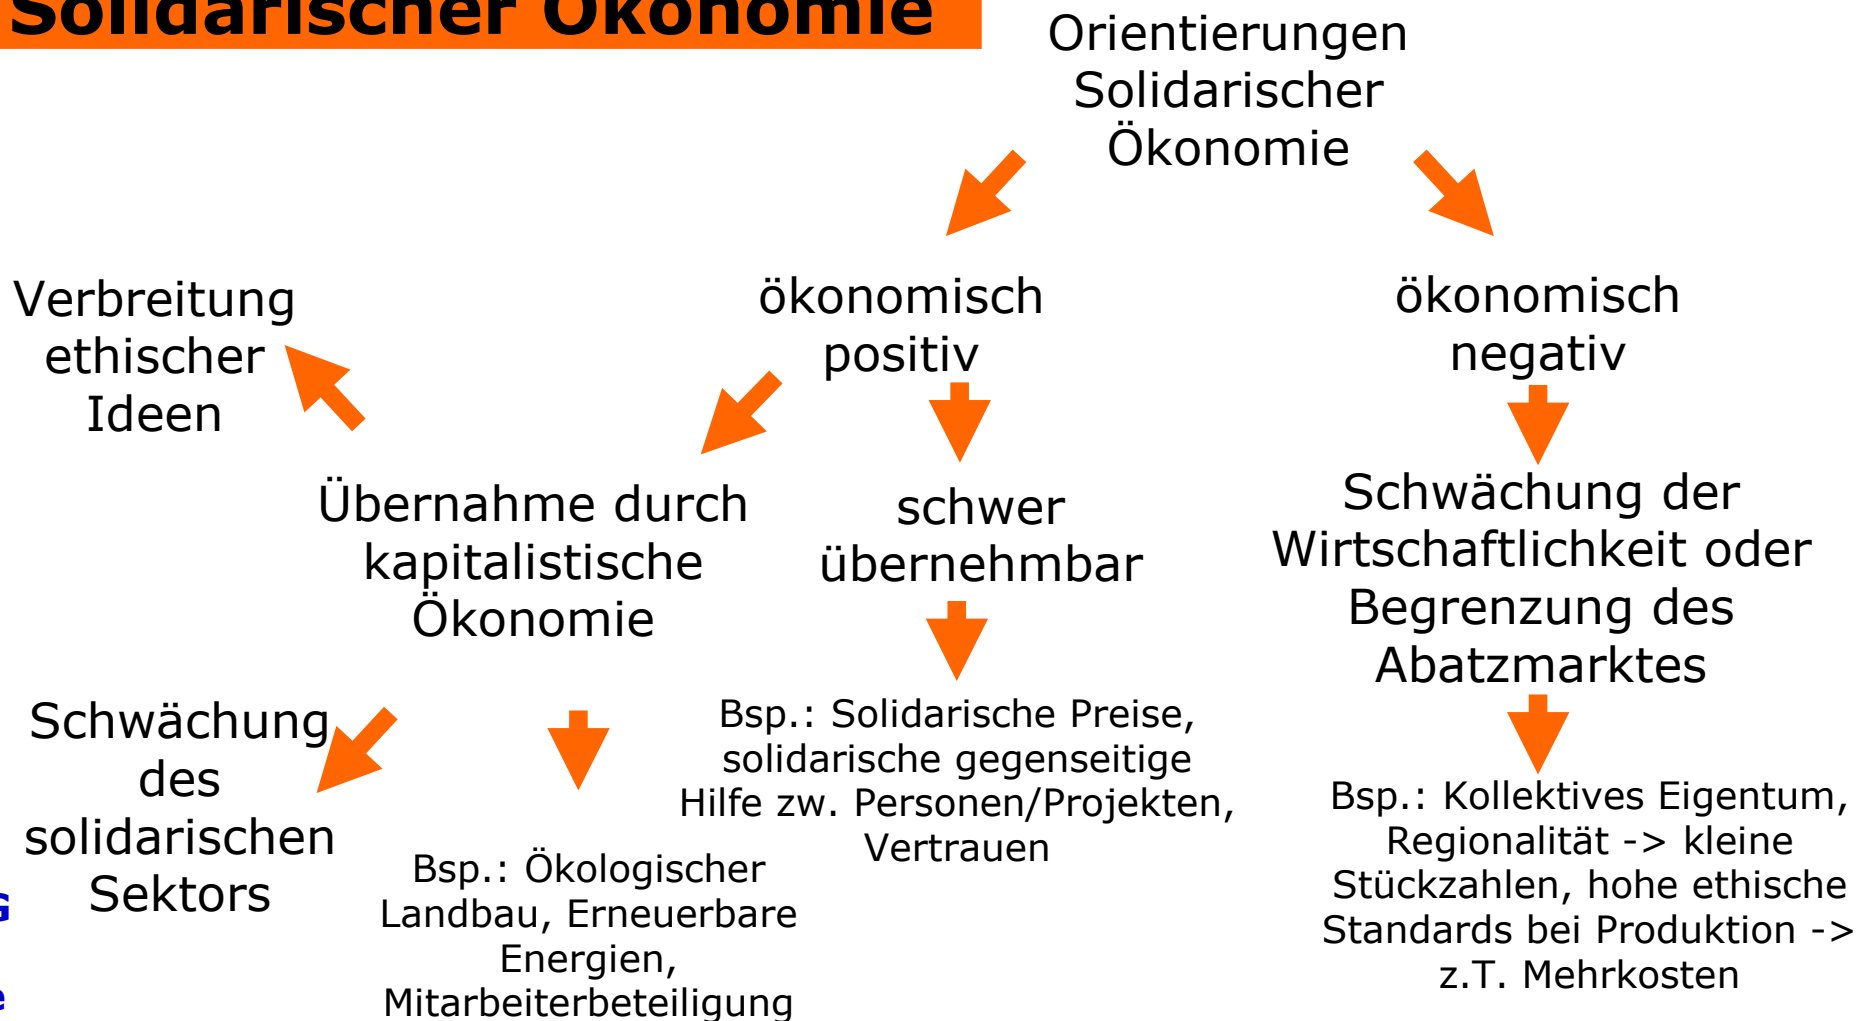 Solidarischer Ökonomie
Orientierungen
Solidarischer
Ökonomie
ökonomisch
positiv
ökonomisch
negativ
Verbreitung
ethischer
Ideen
Übernahme durch
kapitalistische
Ökonomie
schwer
übernehmbar
Schwächung der
Wirtschaftlichkeit oder
Begrenzung des
Abatzmarktes
Schwächung
des
solidarischen
Sektors
Bsp.: Ökologischer
Landbau, Erneuerbare
Energien,
Mitarbeiterbeteiligung
Bsp.: Solidarische Preise,
solidarische gegenseitige
Hilfe zw. Personen/Projekten,
Vertrauen
Bsp.: Kollektives Eigentum,
Regionalität -> kleine
Stückzahlen, hohe ethische
Standards bei Produktion ->
z.T. Mehrkosten